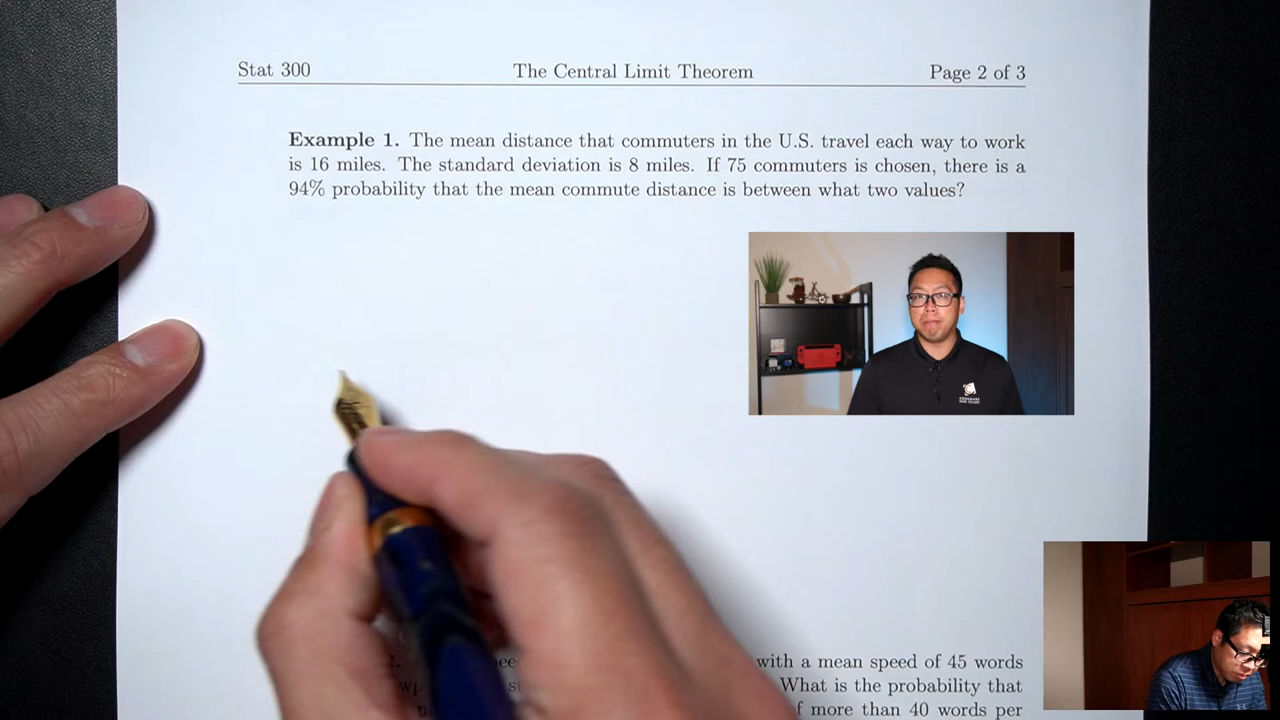 Stat 300 The Central Limit Theorem Page 2 of 3
Example 1. The mean distance that commuters in the U.S. travel each way to work
is 16 miles. The standard deviation is 8 miles. If 75 commuters is chosen, there is a
94% probability that the mean commute distance is between what two values?
with a mean speed of 45 words
What is the probability that
of more than 40 words per